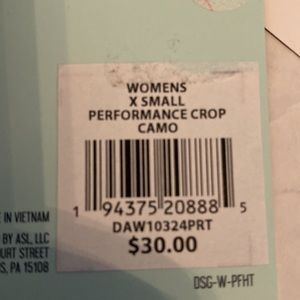 WOMENS
X SMALL
PERFORMANCE CROP
CAMO
1 94375 20888 5
DAW10324PRT
$30.00
E IN VIETNAM
BY ASL, LLC
OURT STREET
S, PA 15108
DSG-W-PFHT